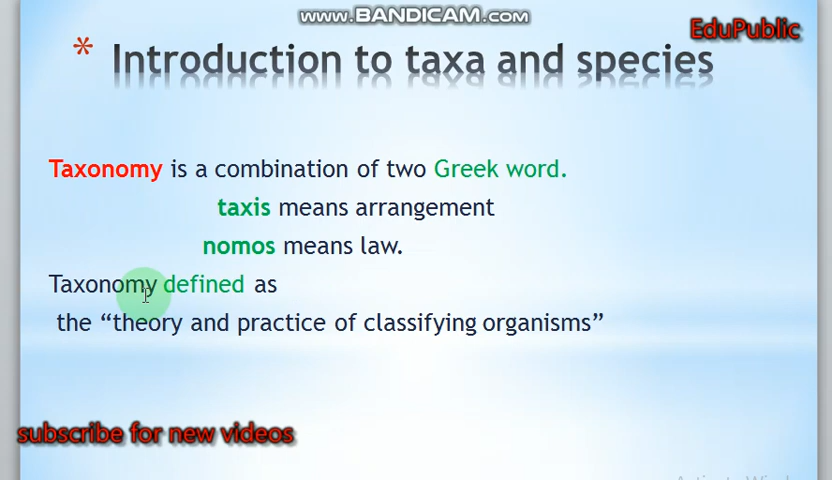 www.BANDICAM.com
EduPublic
* Introduction to taxa and species
Taxonomy is a combination of two Greek word.
taxis means arrangement
nomos means law.
Taxonomy defined as
the “theory and practice of classifying organisms”
subscribe for new videos